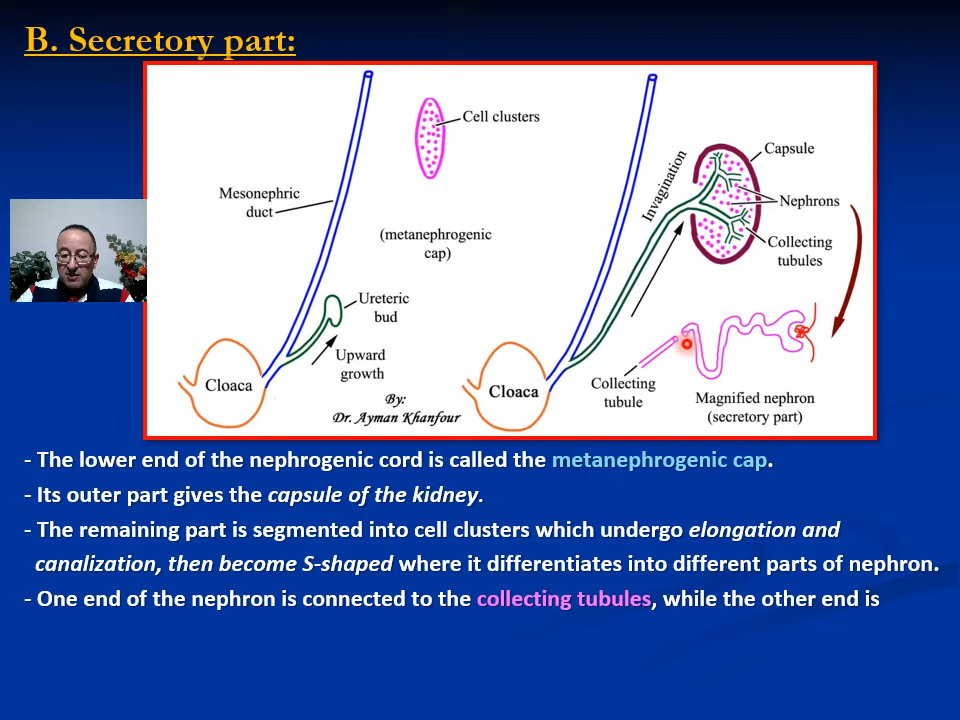 B. Secretory part:
Cell clusters
Mesonephric
duct
(metanephrogenic
cap)
Ureteric
bud
Upward
growth
Cloaca
By:
Dr. Ayman Khanfour
Invagination
Capsule
Nephrons
Collecting
tubules
Cloaca
Collecting
tubule
Magnified nephron
(secretory part)
- The lower end of the nephrogenic cord is called the metanephrogenic cap.
- Its outer part gives the capsule of the kidney.
- The remaining part is segmented into cell clusters which undergo elongation and
canalization, then become S-shaped where it differentiates into different parts of nephron.
- One end of the nephron is connected to the collecting tubules, while the other end is